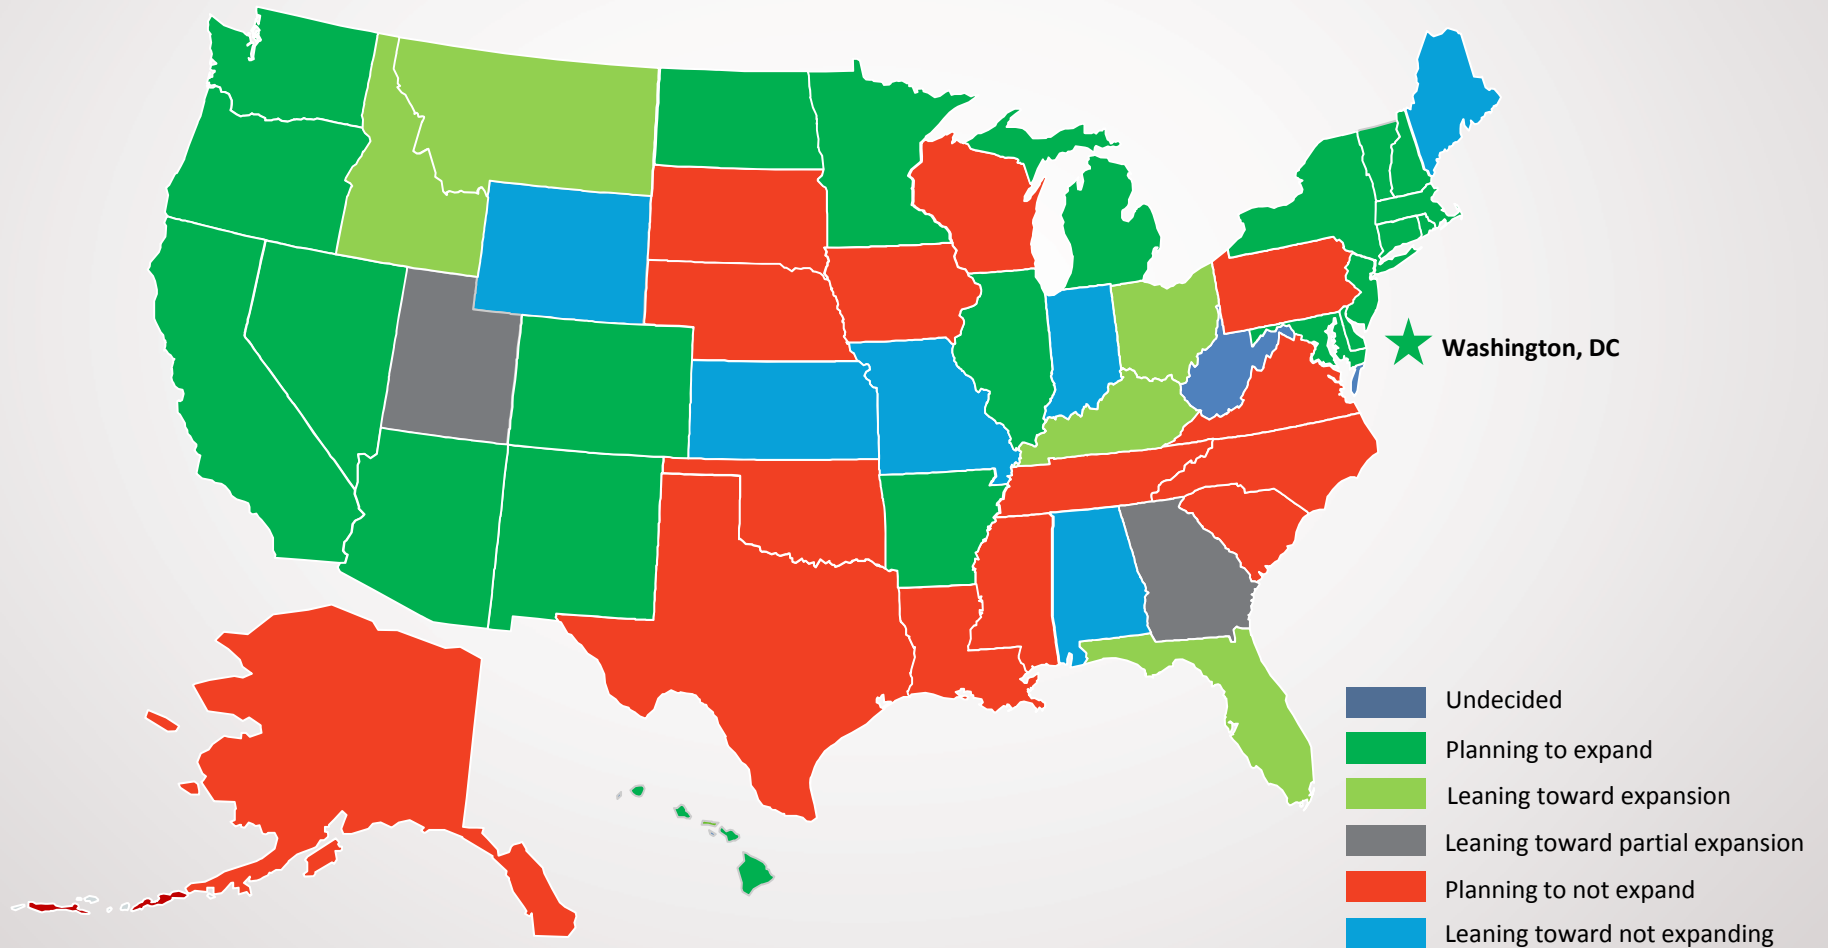 Washington, DC
Undecided
Planning to expand
Leaning toward expansion
Leaning toward partial expansion
Planning to not expand
Leaning toward not expanding